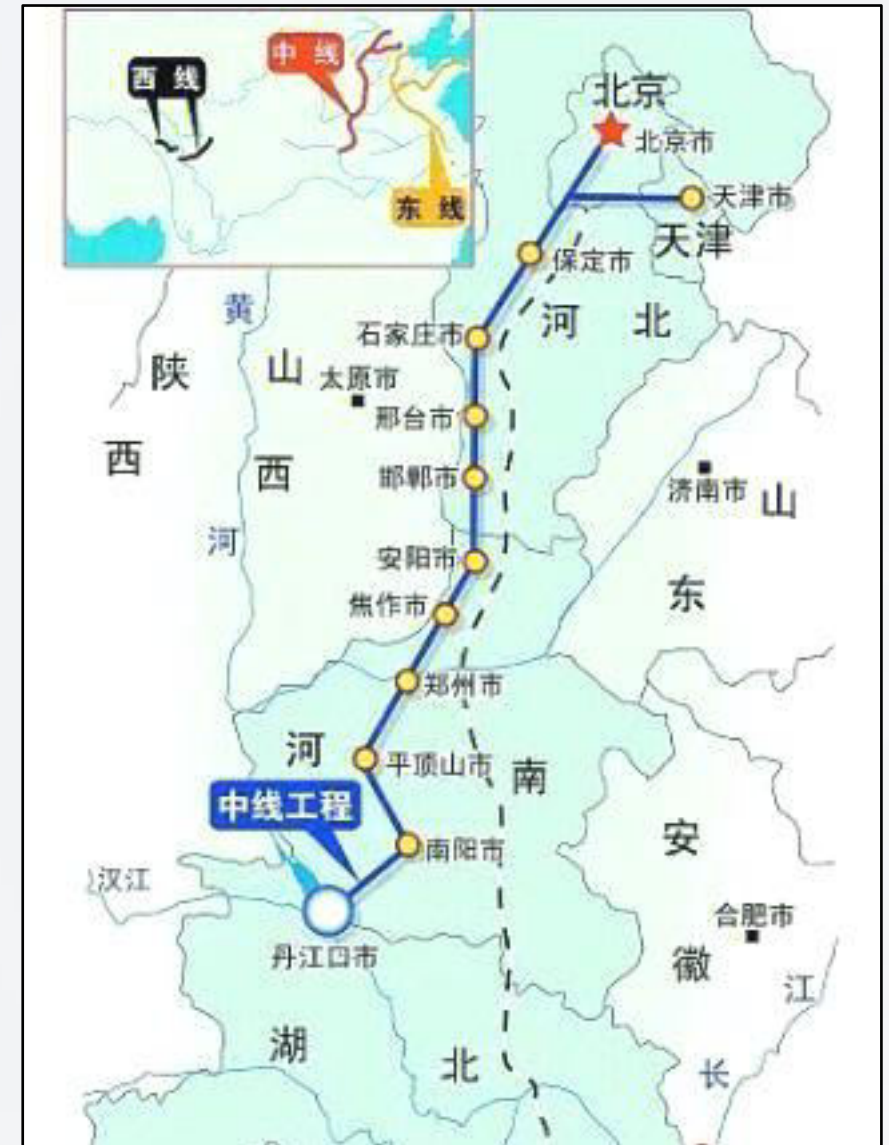 西 线
中 线
东 线
北京
北京市
天津市
天津
保定市
河 北
石家庄市
黄
陕
西
山
太原市
西
邢台市
邯郸市
济南市
山
东
河
安阳市
焦作市
郑州市
河
平顶山市
南
中线工程
南阳市
安
汉江
合肥市
丹江口市
徽
江
湖
北
长